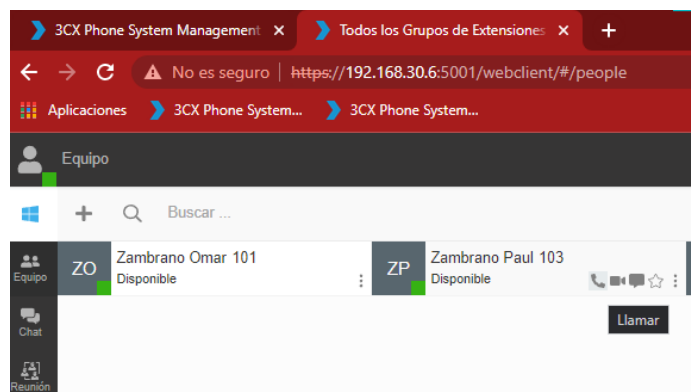 3CX Phone System Management
Todos los Grupos de Extensiones
No es seguro | https://192.168.30.6:5001/webclient/#/people
Aplicaciones
3CX Phone System...
3CX Phone System...
Equipo
Buscar ...
Equipo
ZO
Zambrano Omar 101
Disponible
ZP
Zambrano Paul 103
Disponible
Llamar
Chat
Reunión